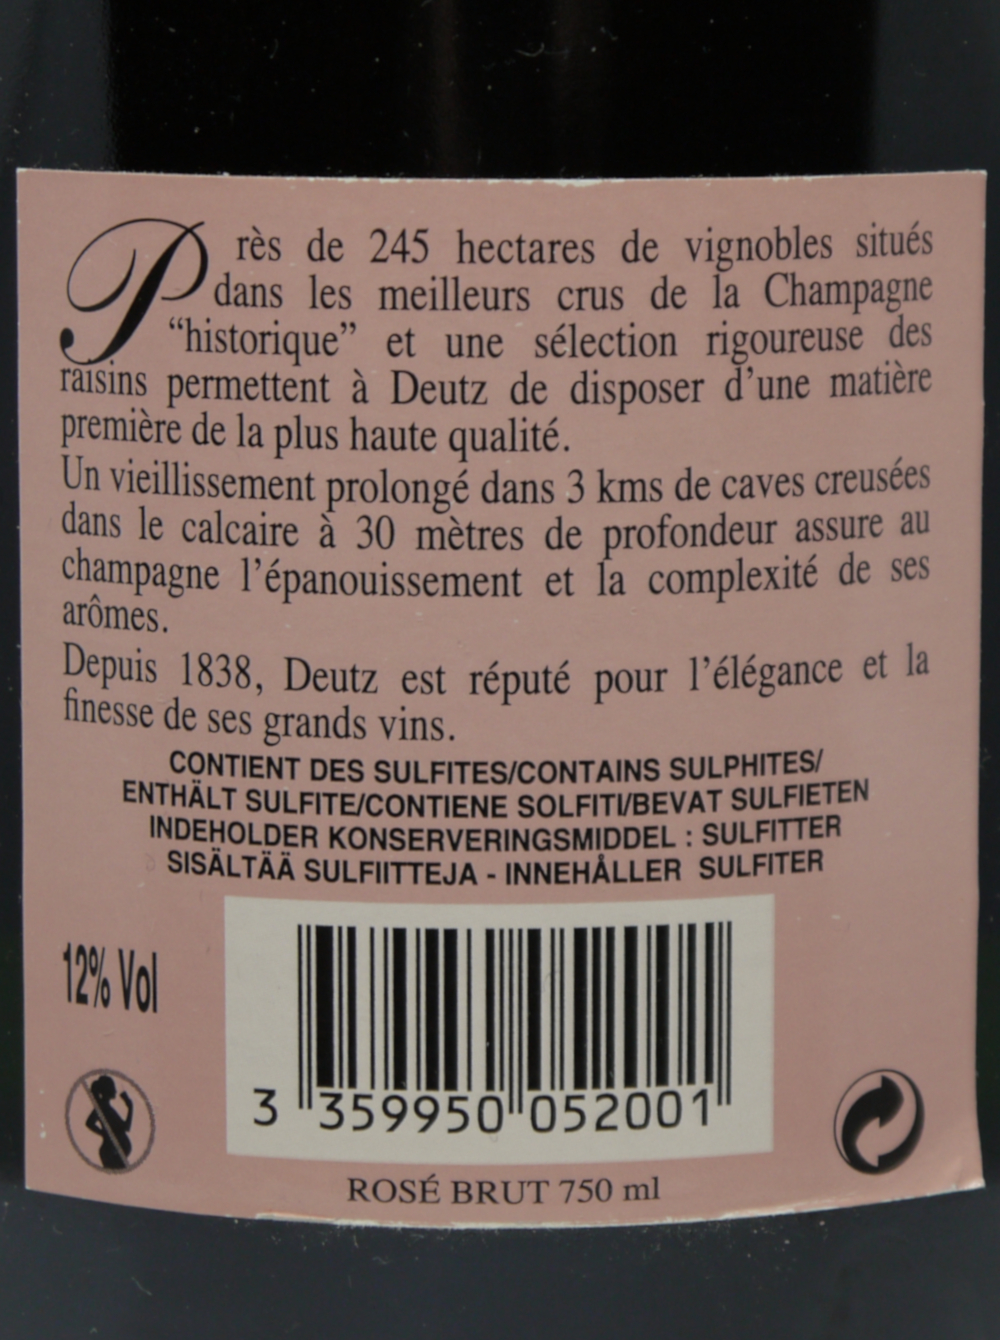 Près de 245 hectares de vignobles situés
dans les meilleurs crus de la Champagne
“historique” et une sélection rigoureuse des
raisins permettent à Deutz de disposer d’une matière
première de la plus haute qualité.
Un vieillissement prolongé dans 3 kms de caves creusées
dans le calcaire à 30 mètres de profondeur assure au
champagne l’épanouissement et la complexité de ses
arômes.
Depuis 1838, Deutz est réputé pour l’élégance et la
finesse de ses grands vins.
CONTIENT DES SULFITES/CONTAINS SULPHITES/
ENTHÄLT SULFITE/CONTIENE SOLFITI/BEVAT SULFIETEN
INDEHOLDER KONSERVERINGSMIDDEL : SULFITTER
SISÄLTÄÄ SULFIITTEJA - INNEHÅLLER SULFITER
12% Vol
3 359950 052001
ROSÉ BRUT 750 ml